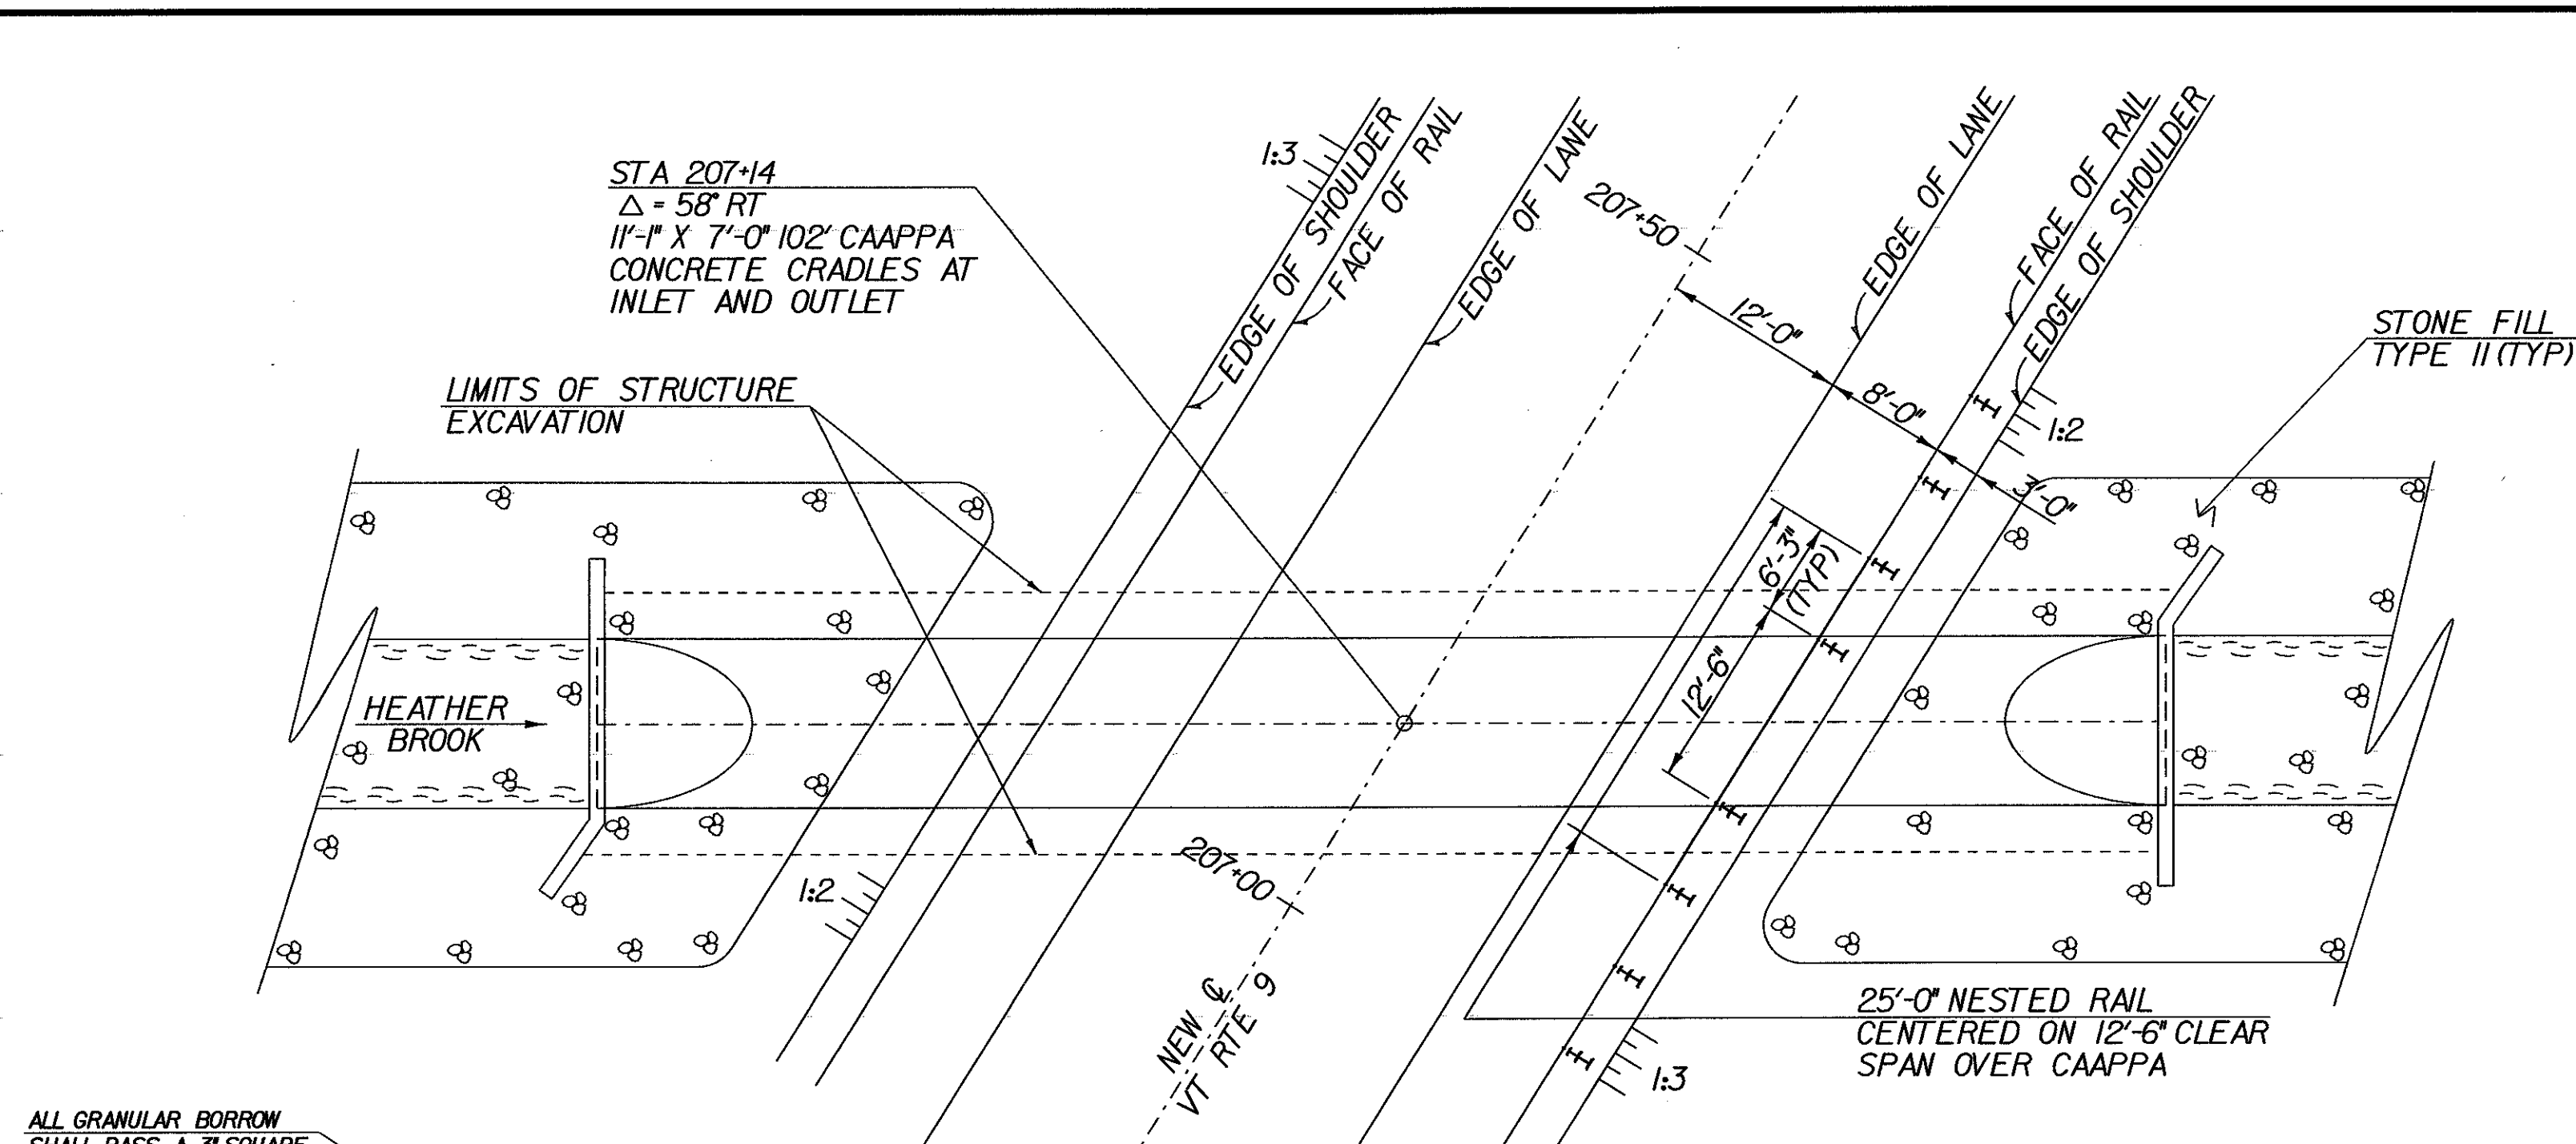 STA 207+14
△ = 58° RT
11'-1" X 7'-0" 102' CAAPPA
CONCRETE CRADLES AT
INLET AND OUTLET
LIMITS OF STRUCTURE
EXCAVATION
1:3
EDGE OF SHOULDER
FACE OF RAIL
EDGE OF LANE
207+50
EDGE OF LANE
FACE OF RAIL
EDGE OF SHOULDER
12'-0"
8'-0"
3'-0"
1:2
STONE FILL
TYPE II (TYP)
6'-3"
(TYP)
12'-6"
HEATHER
BROOK
1:2
207+00
NEW ℄
VT RTE 9
1:3
25'-0" NESTED RAIL
CENTERED ON 12'-6" CLEAR
SPAN OVER CAAPPA
ALL GRANULAR BORROW
SHALL PASS A 3" SQUARE